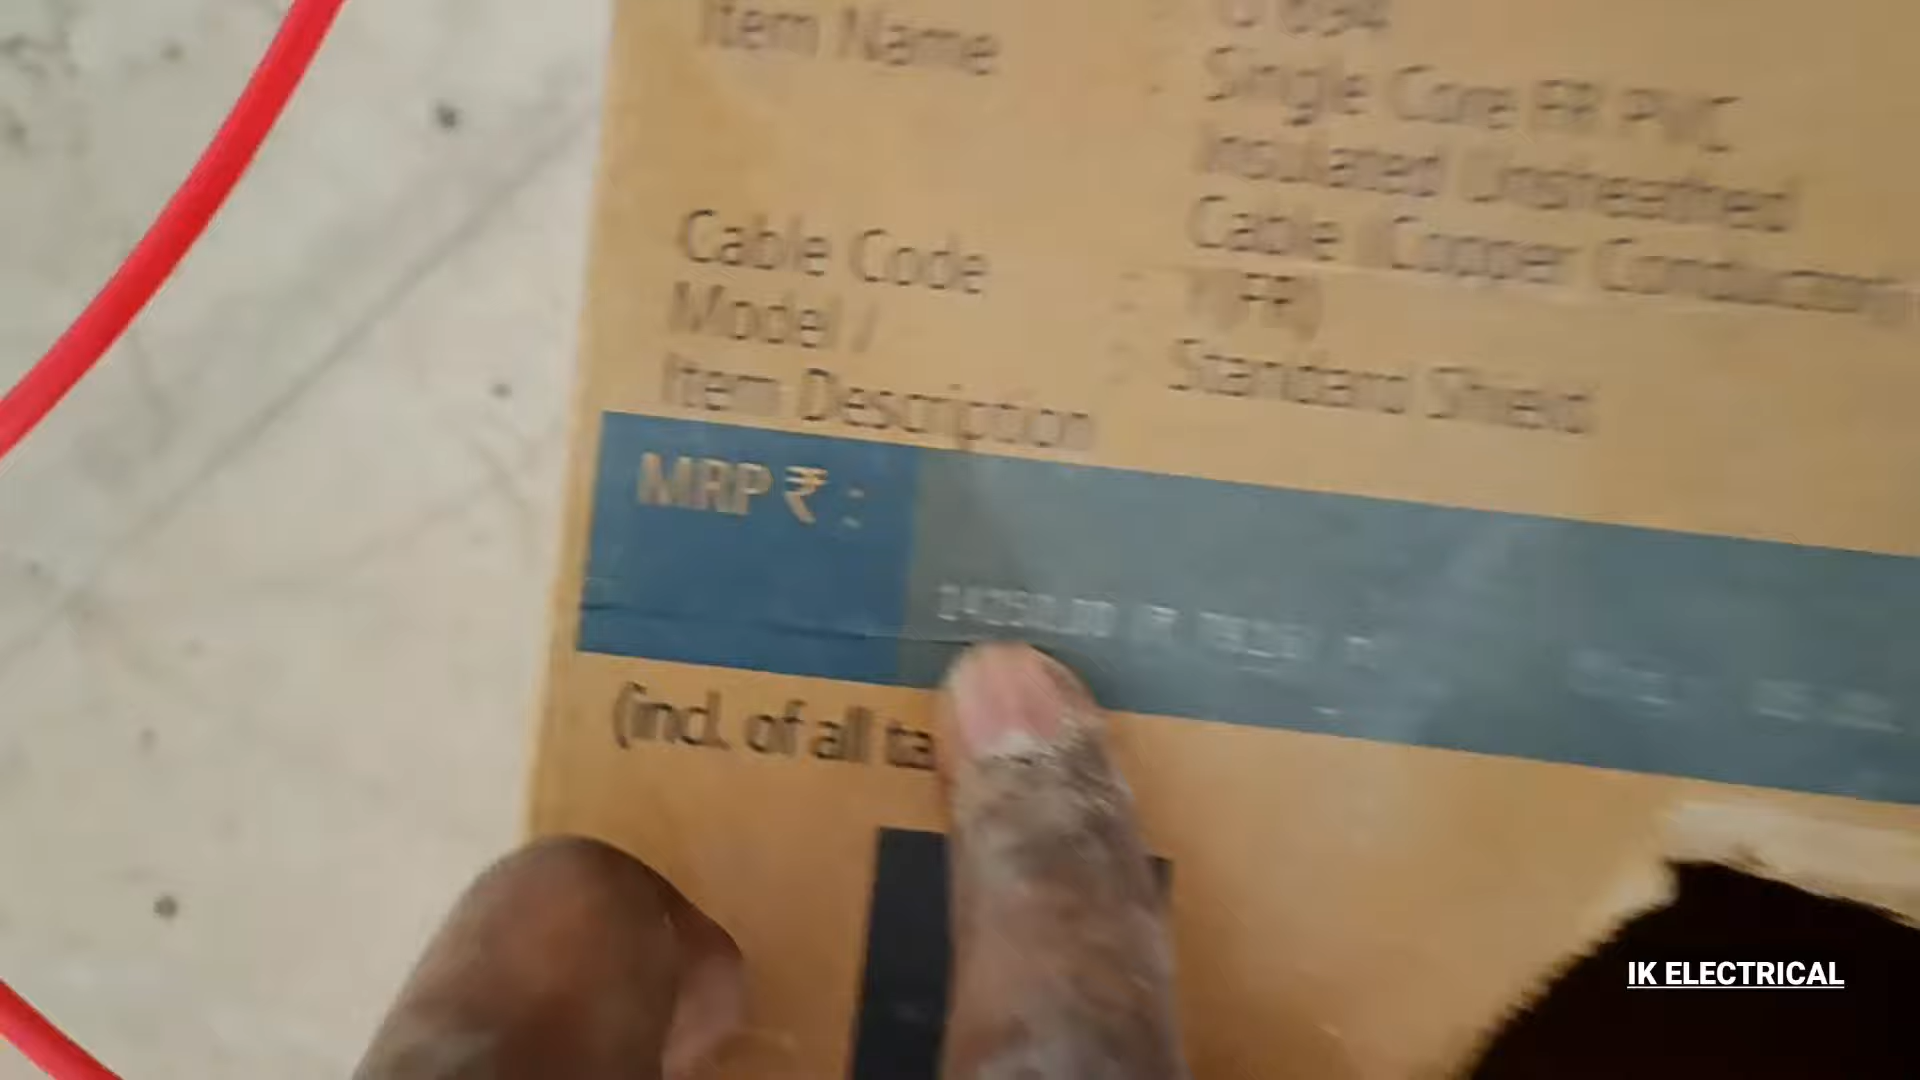 Item Name
: Single Core FR PVC
Insulated Unsheathed
Cable (Copper Conductor)
Cable Code : Y(FR)
Model / : Standard Shield
Item Description
MRP ₹ :
(incl. of all
IK ELECTRICAL